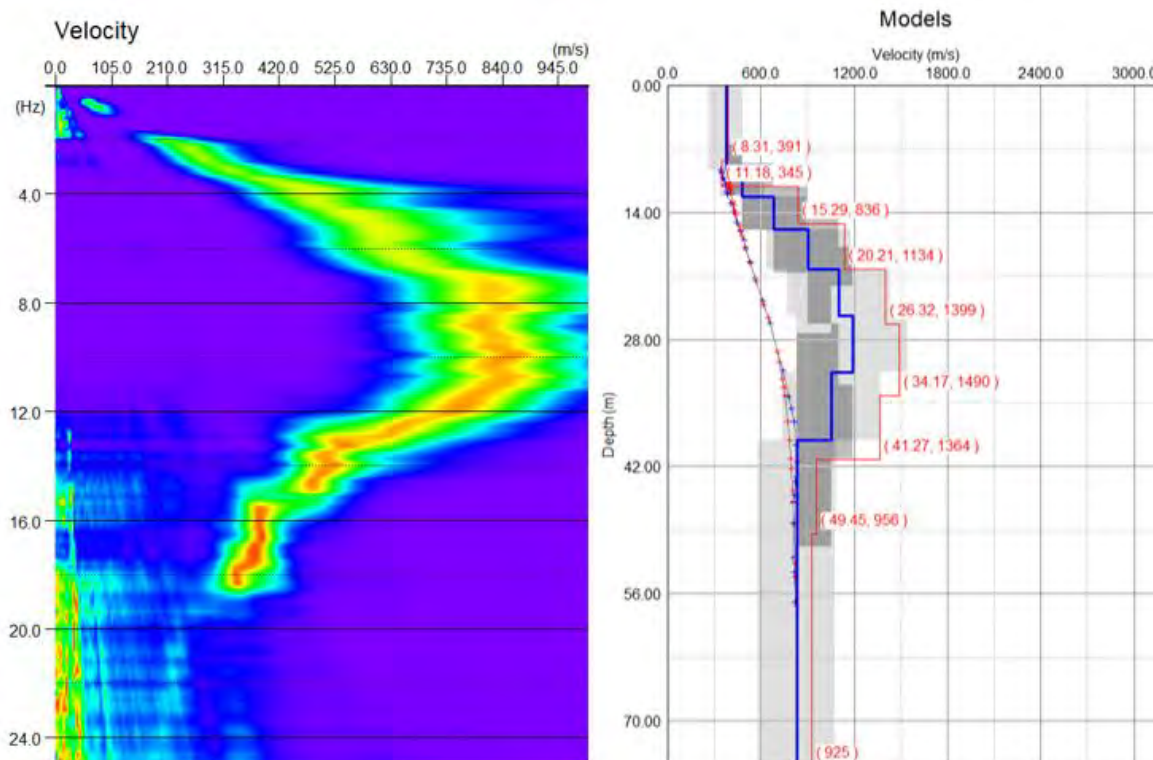 Velocity
(m/s)
0.0 105.0 210.0 315.0 420.0 525.0 630.0 735.0 840.0 945.0
(Hz)
4.0
8.0
12.0
16.0
20.0
24.0
Models
Velocity (m/s)
0.0 600.0 1200.0 1800.0 2400.0 3000.0
0.00
( 8.31, 391 )
( 11.18, 345 )
14.00
( 15.29, 836 )
( 20.21, 1134 )
( 26.32, 1399 )
28.00
( 34.17, 1490 )
Depth (m)
( 41.27, 1364 )
42.00
( 49.45, 956 )
56.00
70.00
( 925 )